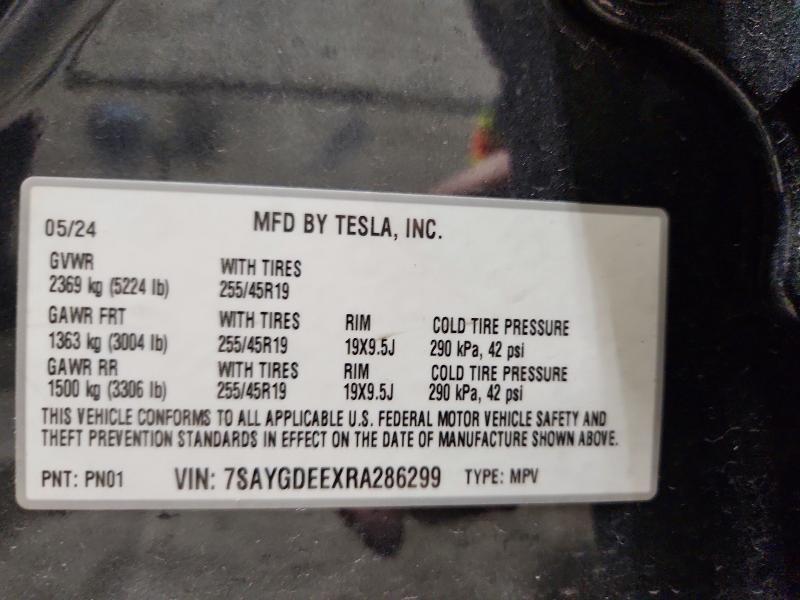 05/24 MFD BY TESLA, INC.
GVWR WITH TIRES
2369 kg (5224 lb) 255/45R19
GAWR FRT WITH TIRES RIM COLD TIRE PRESSURE
1363 kg (3004 lb) 255/45R19 19X9.5J 290 kPa, 42 psi
GAWR RR WITH TIRES RIM COLD TIRE PRESSURE
1500 kg (3306 lb) 255/45R19 19X9.5J 290 kPa, 42 psi
THIS VEHICLE CONFORMS TO ALL APPLICABLE U.S. FEDERAL MOTOR VEHICLE SAFETY AND
THEFT PREVENTION STANDARDS IN EFFECT ON THE DATE OF MANUFACTURE SHOWN ABOVE.
PNT: PN01 VIN: 7SAYGDEEXRA286299 TYPE: MPV